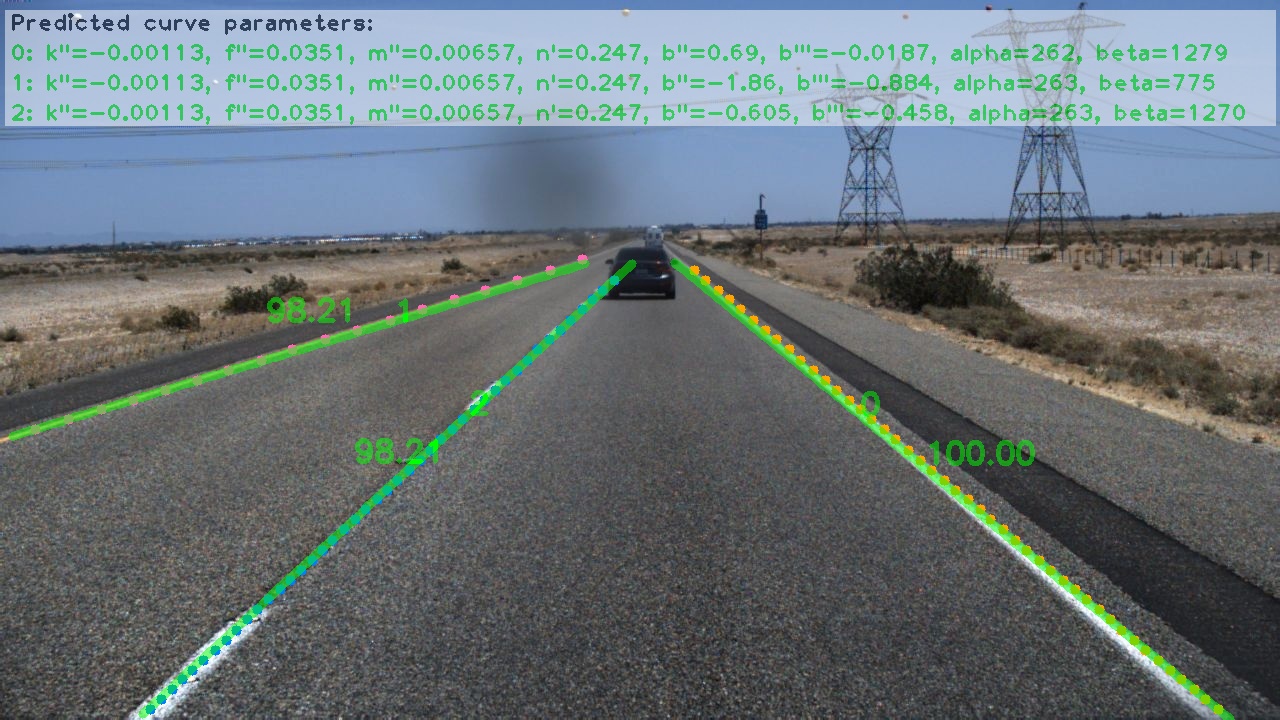 Predicted curve parameters:
0: k''=-0.00113, f''=0.0351, m''=0.00657, n'=0.247, b''=0.69, b'''=-0.0187, alpha=262, beta=1279
1: k''=-0.00113, f''=0.0351, m''=0.00657, n'=0.247, b''=-1.86, b'''=-0.884, alpha=263, beta=775
2: k''=-0.00113, f''=0.0351, m''=0.00657, n'=0.247, b''=-0.605, b'''=-0.458, alpha=263, beta=1270
98.21 1
2 0
98.21 100.00